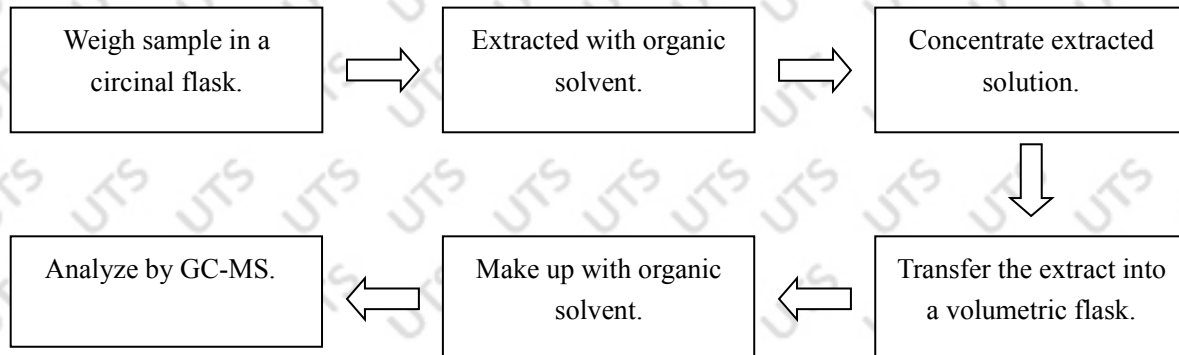 Weigh sample in a
circinal flask.
Extracted with organic
solvent.
Concentrate extracted
solution.
Transfer the extract into
a volumetric flask.
Make up with organic
solvent.
Analyze by GC-MS.
UTS